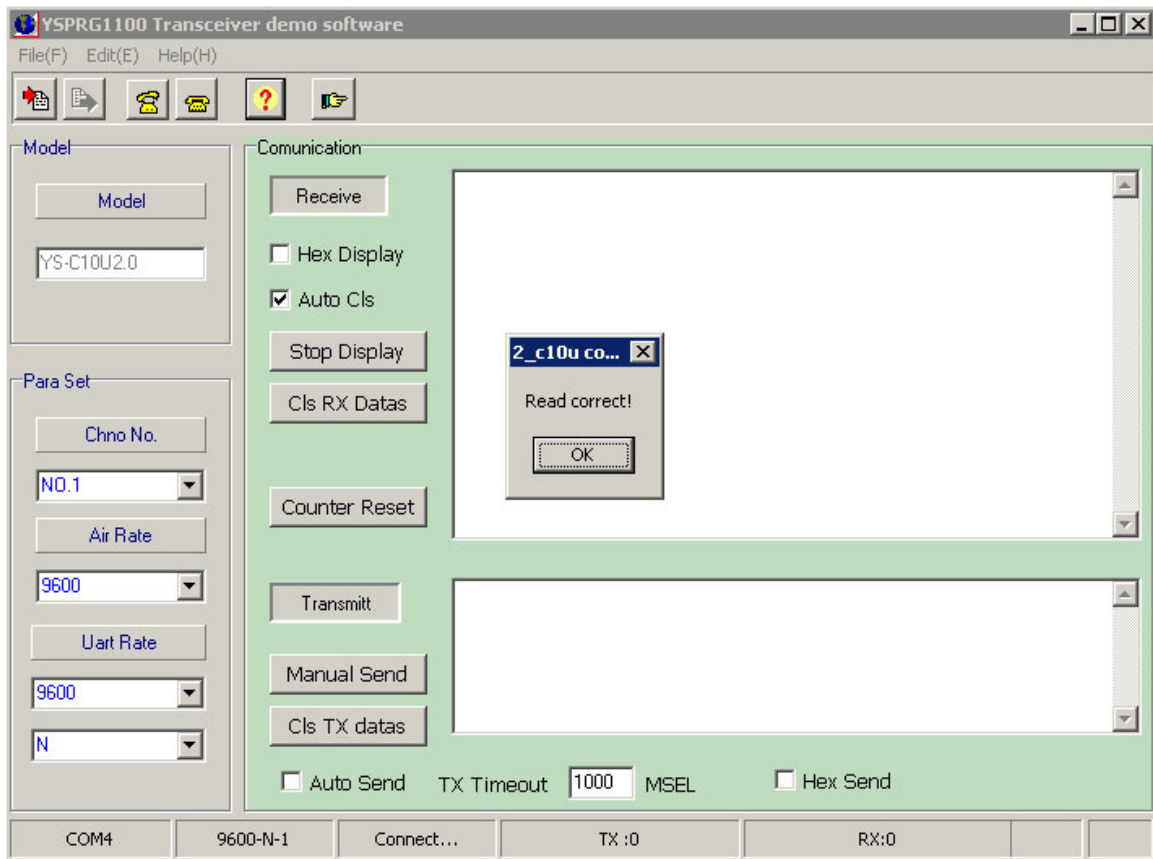 YSPRG1100 Transceiver demo software
File(F) Edit(E) Help(H)
Model
Model
YS-C10U2.0
Para Set
Chno No.
NO.1
Air Rate
9600
Uart Rate
9600
N
Comunication
Receive
Hex Display
Auto Cls
Stop Display
Cls RX Datas
Counter Reset
2_c10u co...
Read correct!
OK
Transmitt
Manual Send
Cls TX datas
Auto Send TX Timeout 1000 MSEL Hex Send
COM4 9600-N-1 Connect... TX :0 RX:0